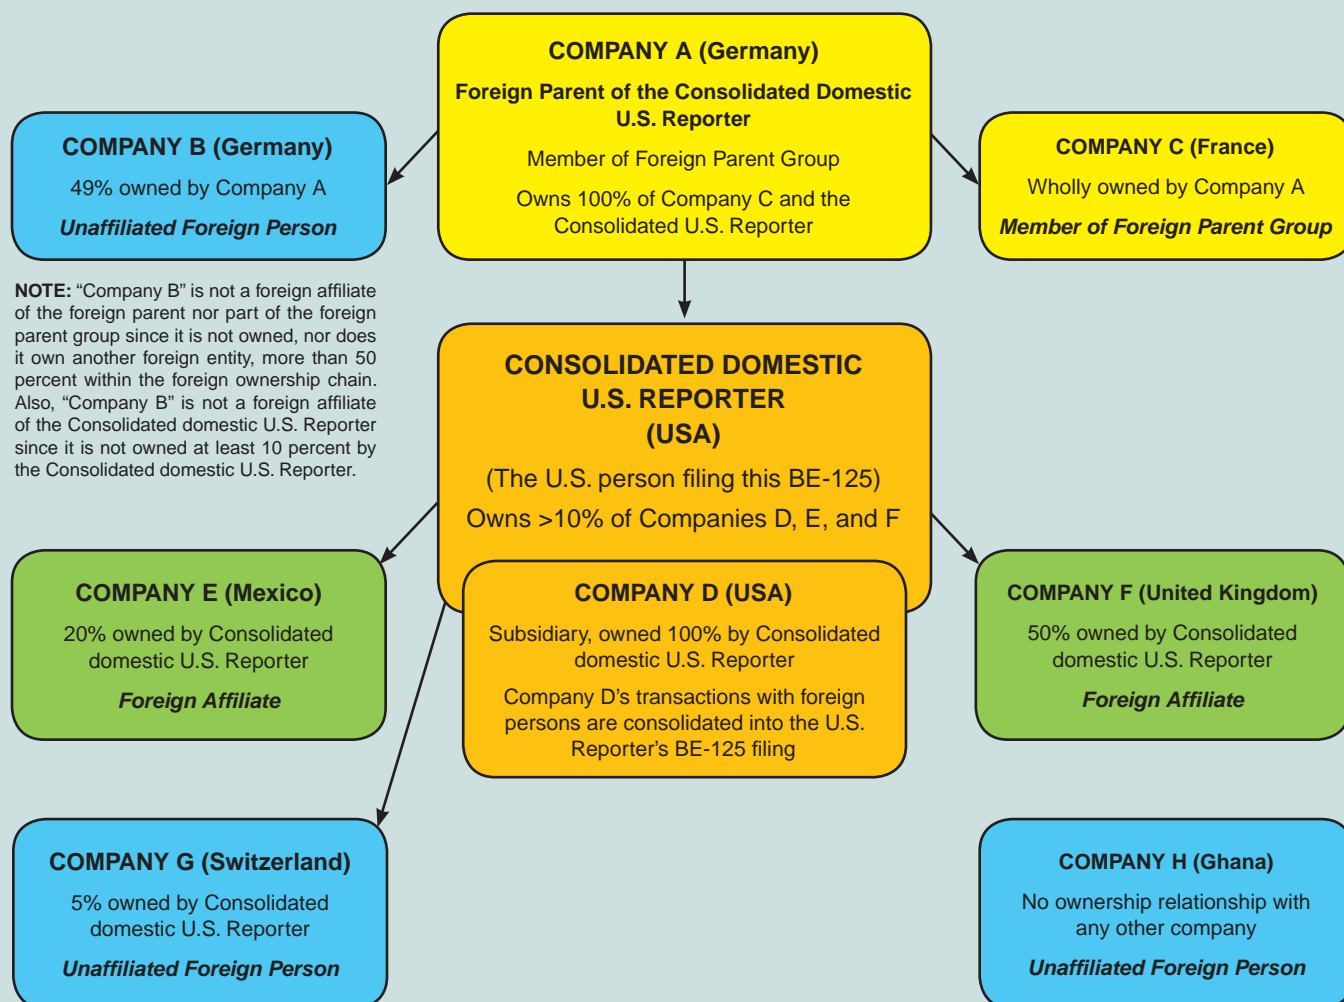 COMPANY A (Germany)
Foreign Parent of the Consolidated Domestic
U.S. Reporter
Member of Foreign Parent Group
Owns 100% of Company C and the
Consolidated U.S. Reporter
COMPANY B (Germany)
49% owned by Company A
Unaffiliated Foreign Person
COMPANY C (France)
Wholly owned by Company A
Member of Foreign Parent Group
NOTE: “Company B” is not a foreign affiliate
of the foreign parent nor part of the foreign
parent group since it is not owned, nor does
it own another foreign entity, more than 50
percent within the foreign ownership chain.
Also, “Company B” is not a foreign affiliate
of the Consolidated domestic U.S. Reporter
since it is not owned at least 10 percent by
the Consolidated domestic U.S. Reporter.
CONSOLIDATED DOMESTIC
U.S. REPORTER
(USA)
(The U.S. person filing this BE-125)
Owns >10% of Companies D, E, and F
COMPANY E (Mexico)
20% owned by Consolidated
domestic U.S. Reporter
Foreign Affiliate
COMPANY D (USA)
Subsidiary, owned 100% by Consolidated
domestic U.S. Reporter
Company D’s transactions with foreign
persons are consolidated into the U.S.
Reporter’s BE-125 filing
COMPANY F (United Kingdom)
50% owned by Consolidated
domestic U.S. Reporter
Foreign Affiliate
COMPANY G (Switzerland)
5% owned by Consolidated
domestic U.S. Reporter
Unaffiliated Foreign Person
COMPANY H (Ghana)
No ownership relationship with
any other company
Unaffiliated Foreign Person